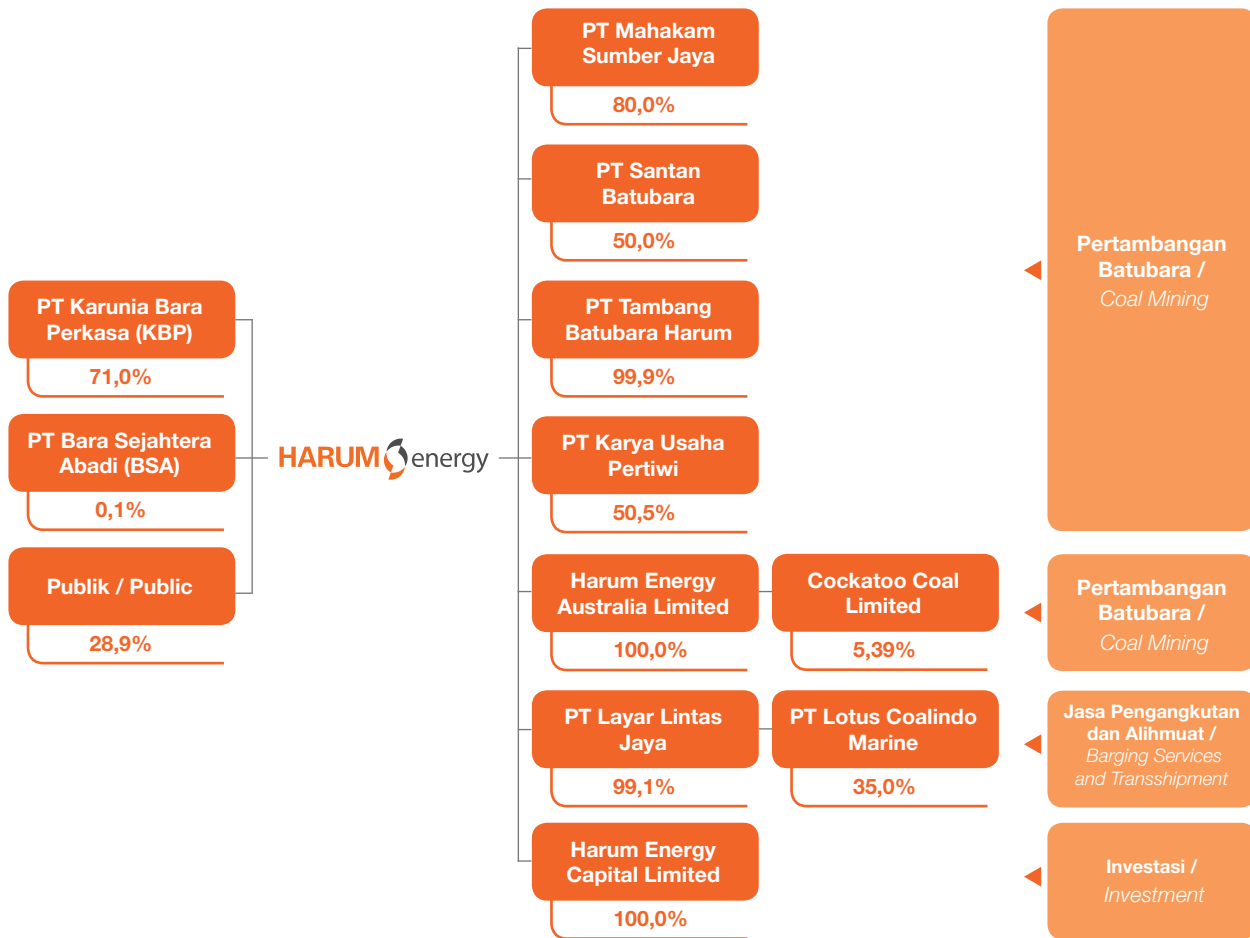 PT Karunia Bara
Perkasa (KBP)
71,0%
PT Bara Sejahtera
Abadi (BSA)
0,1%
Publik / Public
28,9%
HARUM energy
PT Mahakam
Sumber Jaya
80,0%
PT Santan
Batubara
50,0%
PT Tambang
Batubara Harum
99,9%
PT Karya Usaha
Pertiwi
50,5%
Pertambangan
Batubara /
Coal Mining
Harum Energy
Australia Limited
100,0%
Cockatoo Coal
Limited
5,39%
Pertambangan
Batubara /
Coal Mining
PT Layar Lintas
Jaya
99,1%
PT Lotus Coalindo
Marine
35,0%
Jasa Pengangkutan
dan Alihmuat /
Barging Services
and Transshipment
Harum Energy
Capital Limited
100,0%
Investasi /
Investment